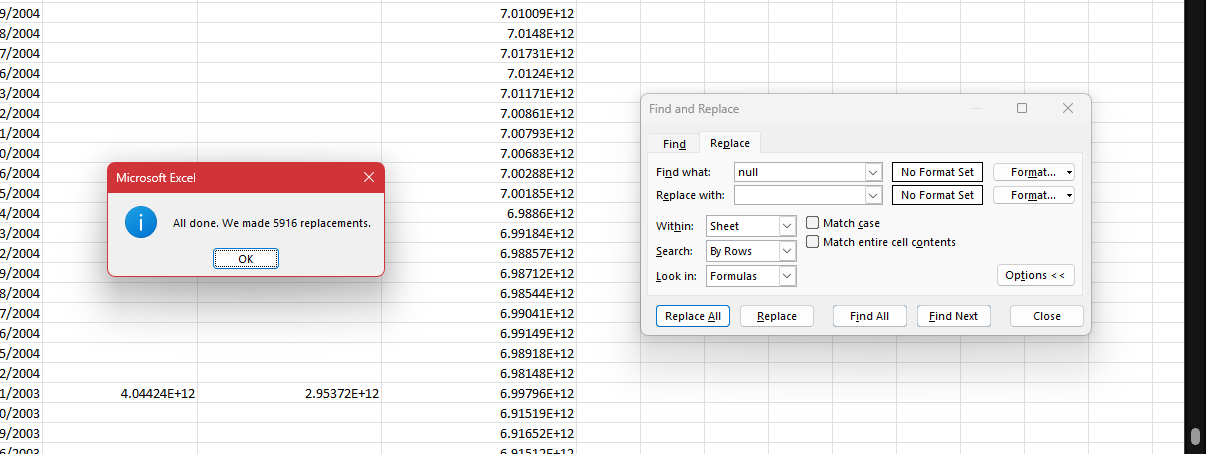 9/2004 7.01009E+12
8/2004 7.0148E+12
7/2004 7.01731E+12
6/2004 7.0124E+12
3/2004 7.01171E+12
2/2004 7.00861E+12
1/2004 7.00793E+12
0/2004 7.00683E+12
6/2004 7.00288E+12
5/2004 7.00185E+12
4/2004 6.9886E+12
3/2004 6.99184E+12
2/2004 6.98857E+12
9/2004 6.98712E+12
8/2004 6.98544E+12
7/2004 6.99041E+12
6/2004 6.99149E+12
5/2004 6.98918E+12
2/2004 6.98148E+12
1/2003 4.04424E+12 2.95372E+12 6.99796E+12
0/2003 6.91519E+12
9/2003 6.91652E+12
6/2003 6.91512E+12
Microsoft Excel
All done. We made 5916 replacements.
OK
Find and Replace
Find Replace
Find what: null No Format Set Format...
Replace with: No Format Set Format...
Within: Sheet Match case
Match entire cell contents
Search: By Rows
Look in: Formulas Options <<
Replace All Replace Find All Find Next Close